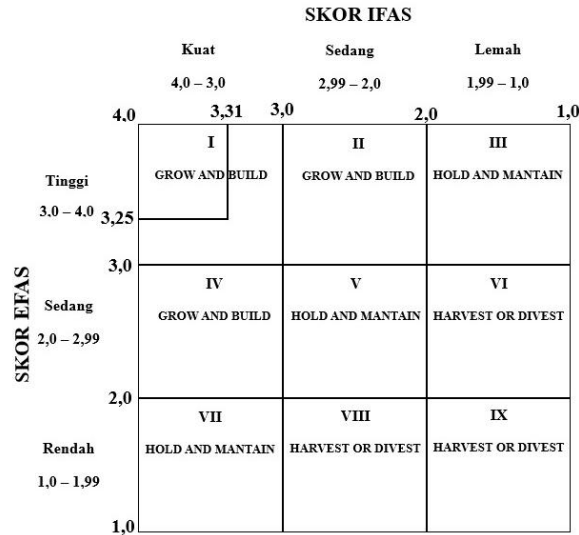 SKOR IFAS
Kuat Sedang Lemah
4,0 – 3,0 2,99 – 2,0 1,99 – 1,0
4,0 3,31 3,0 2,0 1,0
I II III
GROW AND BUILD GROW AND BUILD HOLD AND MANTAIN
Tinggi
3.0 – 4.0
3,25
3,0
SKOR EFAS
IV V VI
Sedang
GROW AND BUILD HOLD AND MANTAIN HARVEST OR DIVEST
2,0 – 2,99
2,0
VII VIII IX
Rendah
HOLD AND MANTAIN HARVEST OR DIVEST HARVEST OR DIVEST
1,0 – 1,99
1,0